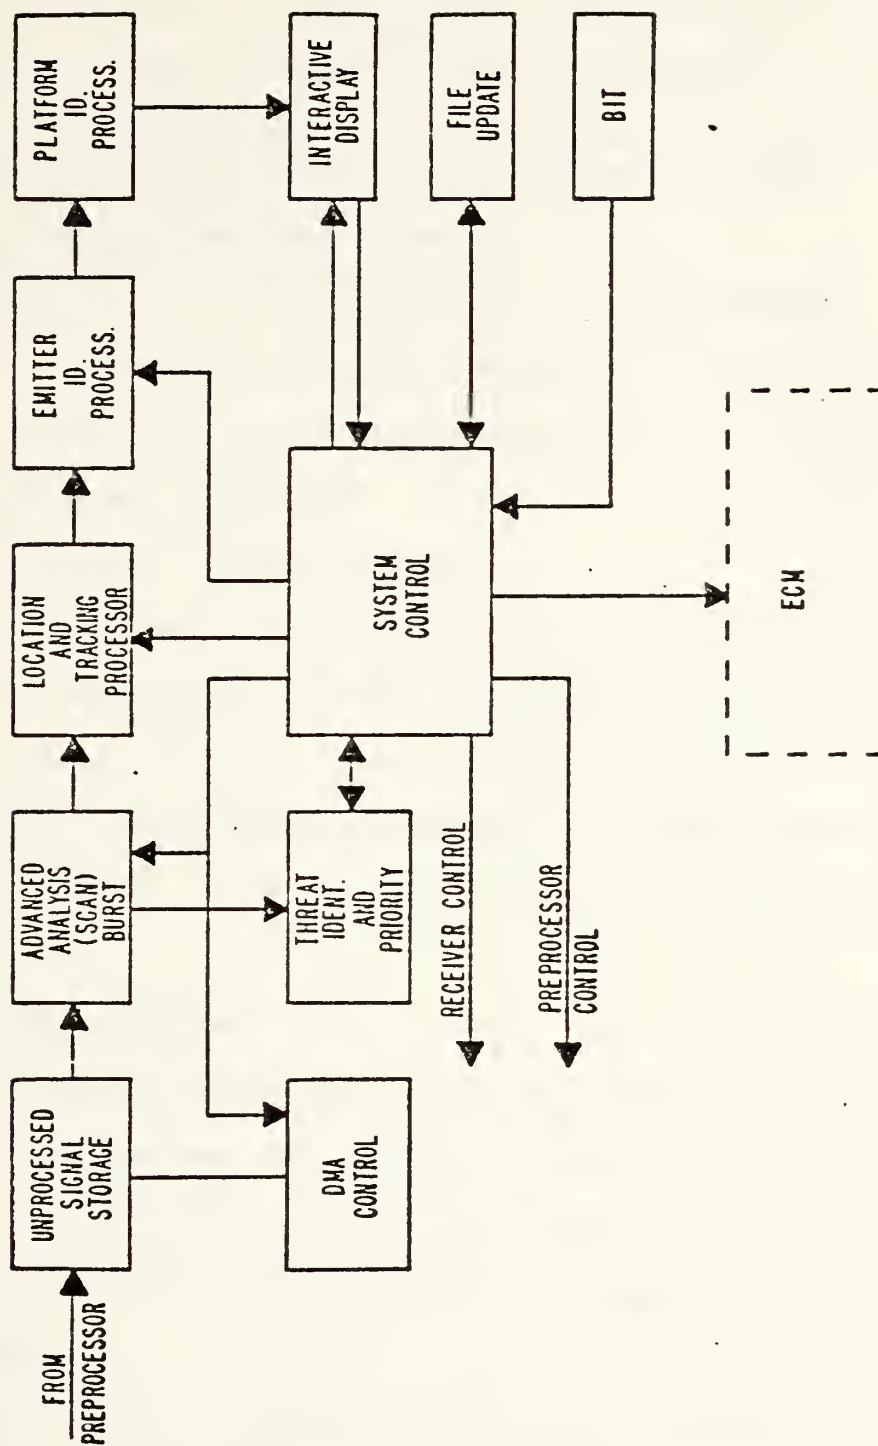 FROM
PREPROCESSOR
UNPROCESSED
SIGNAL
STORAGE
ADVANCED
ANALYSIS
(SCAN)
BURST
LOCATION
AND
TRACKING
PROCESSOR
EMITTER
ID.
PROCESS.
PLATFORM
ID.
PROCESS.
DMA
CONTROL
THREAT
IDENT.
AND
PRIORITY
SYSTEM
CONTROL
INTERACTIVE
DISPLAY
FILE
UPDATE
BIT
RECEIVER CONTROL
PREPROCESSOR
CONTROL
ECM